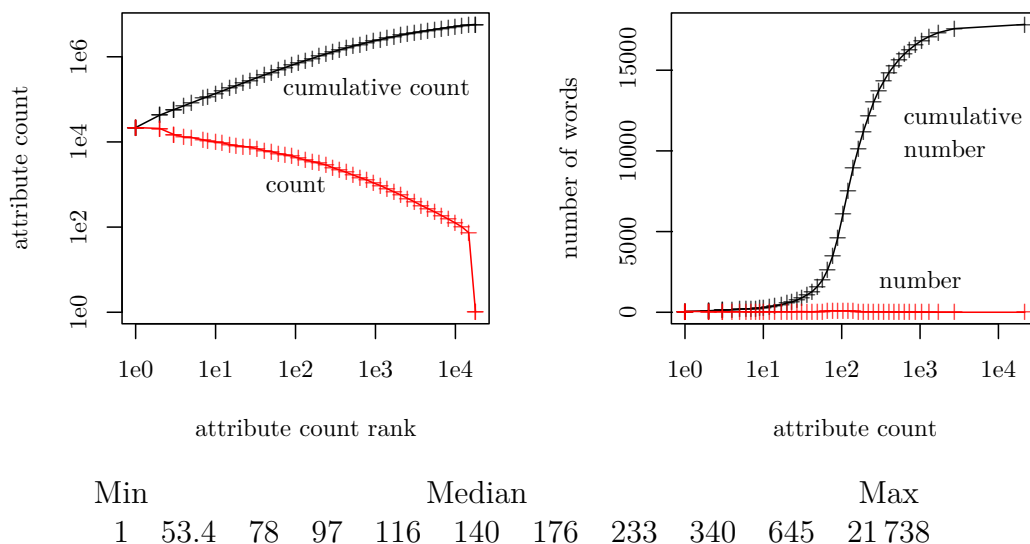 attribute count
1e0 1e2 1e4 1e6
cumulative count
count
1e0 1e1 1e2 1e3 1e4
attribute count rank
number of words
0 5000 10000 15000
cumulative
number
number
1e0 1e1 1e2 1e3 1e4
attribute count
Min Median Max
1 53.4 78 97 116 140 176 233 340 645 21 738